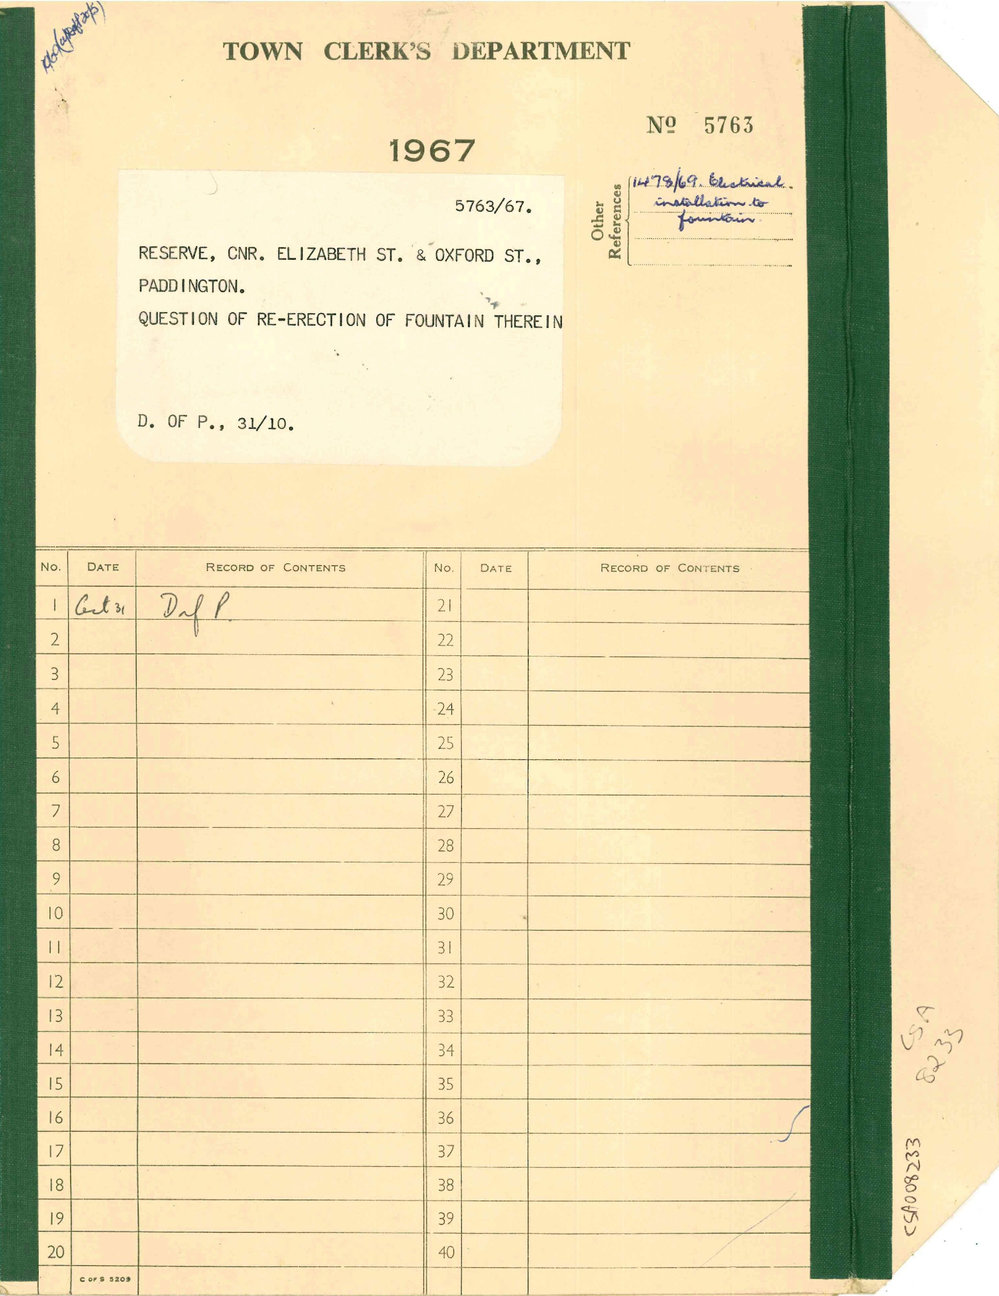 TOWN CLERK'S DEPARTMENT
Nº 5763
1967
Other References
1478/69. Electrical
installation to
fountain.
5763/67.
RESERVE, CNR. ELIZABETH ST. & OXFORD ST.,
PADDINGTON.
QUESTION OF RE-ERECTION OF FOUNTAIN THEREIN
D. OF P., 31/10.
No. DATE RECORD OF CONTENTS No. DATE RECORD OF CONTENTS
1 Oct 31 D of P. 21
2 22
3 23
4 24
5 25
6 26
7 27
8 28
9 29
10 30
11 31
12 32
13 33
14 34
15 35
16 36
17 37
18 38
19 39
20 40
C OF S 5209
CSA
8233
CSA008233